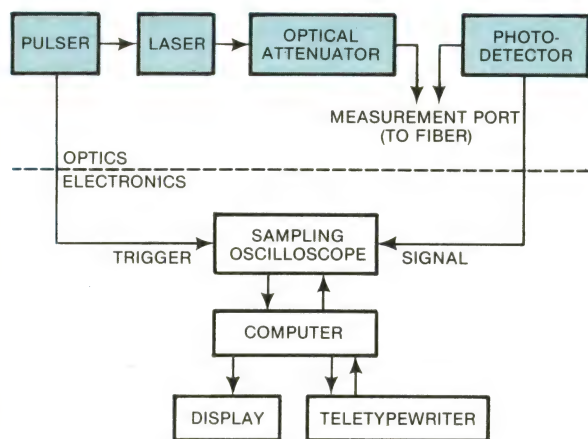 PULSER
LASER
OPTICAL
ATTENUATOR
PHOTO-
DETECTOR
MEASUREMENT PORT
(TO FIBER)
OPTICS
ELECTRONICS
TRIGGER
SAMPLING
OSCILLOSCOPE
SIGNAL
COMPUTER
DISPLAY
TELETYPEWRITER